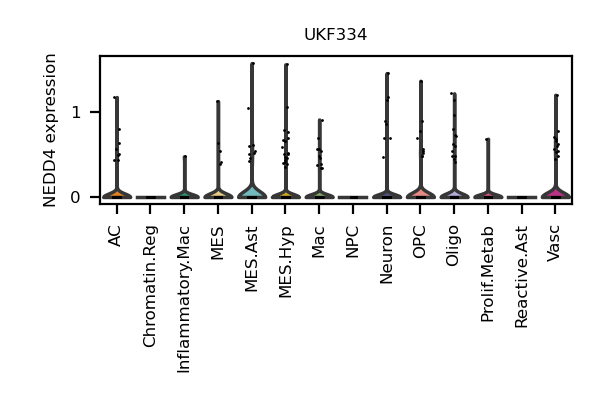 UKF334
NEDD4 expression
1
0
AC
Chromatin.Reg
Inflammatory.Mac
MES
MES.Ast
MES.Hyp
Mac
NPC
Neuron
OPC
Oligo
Prolif.Metab
Reactive.Ast
Vasc